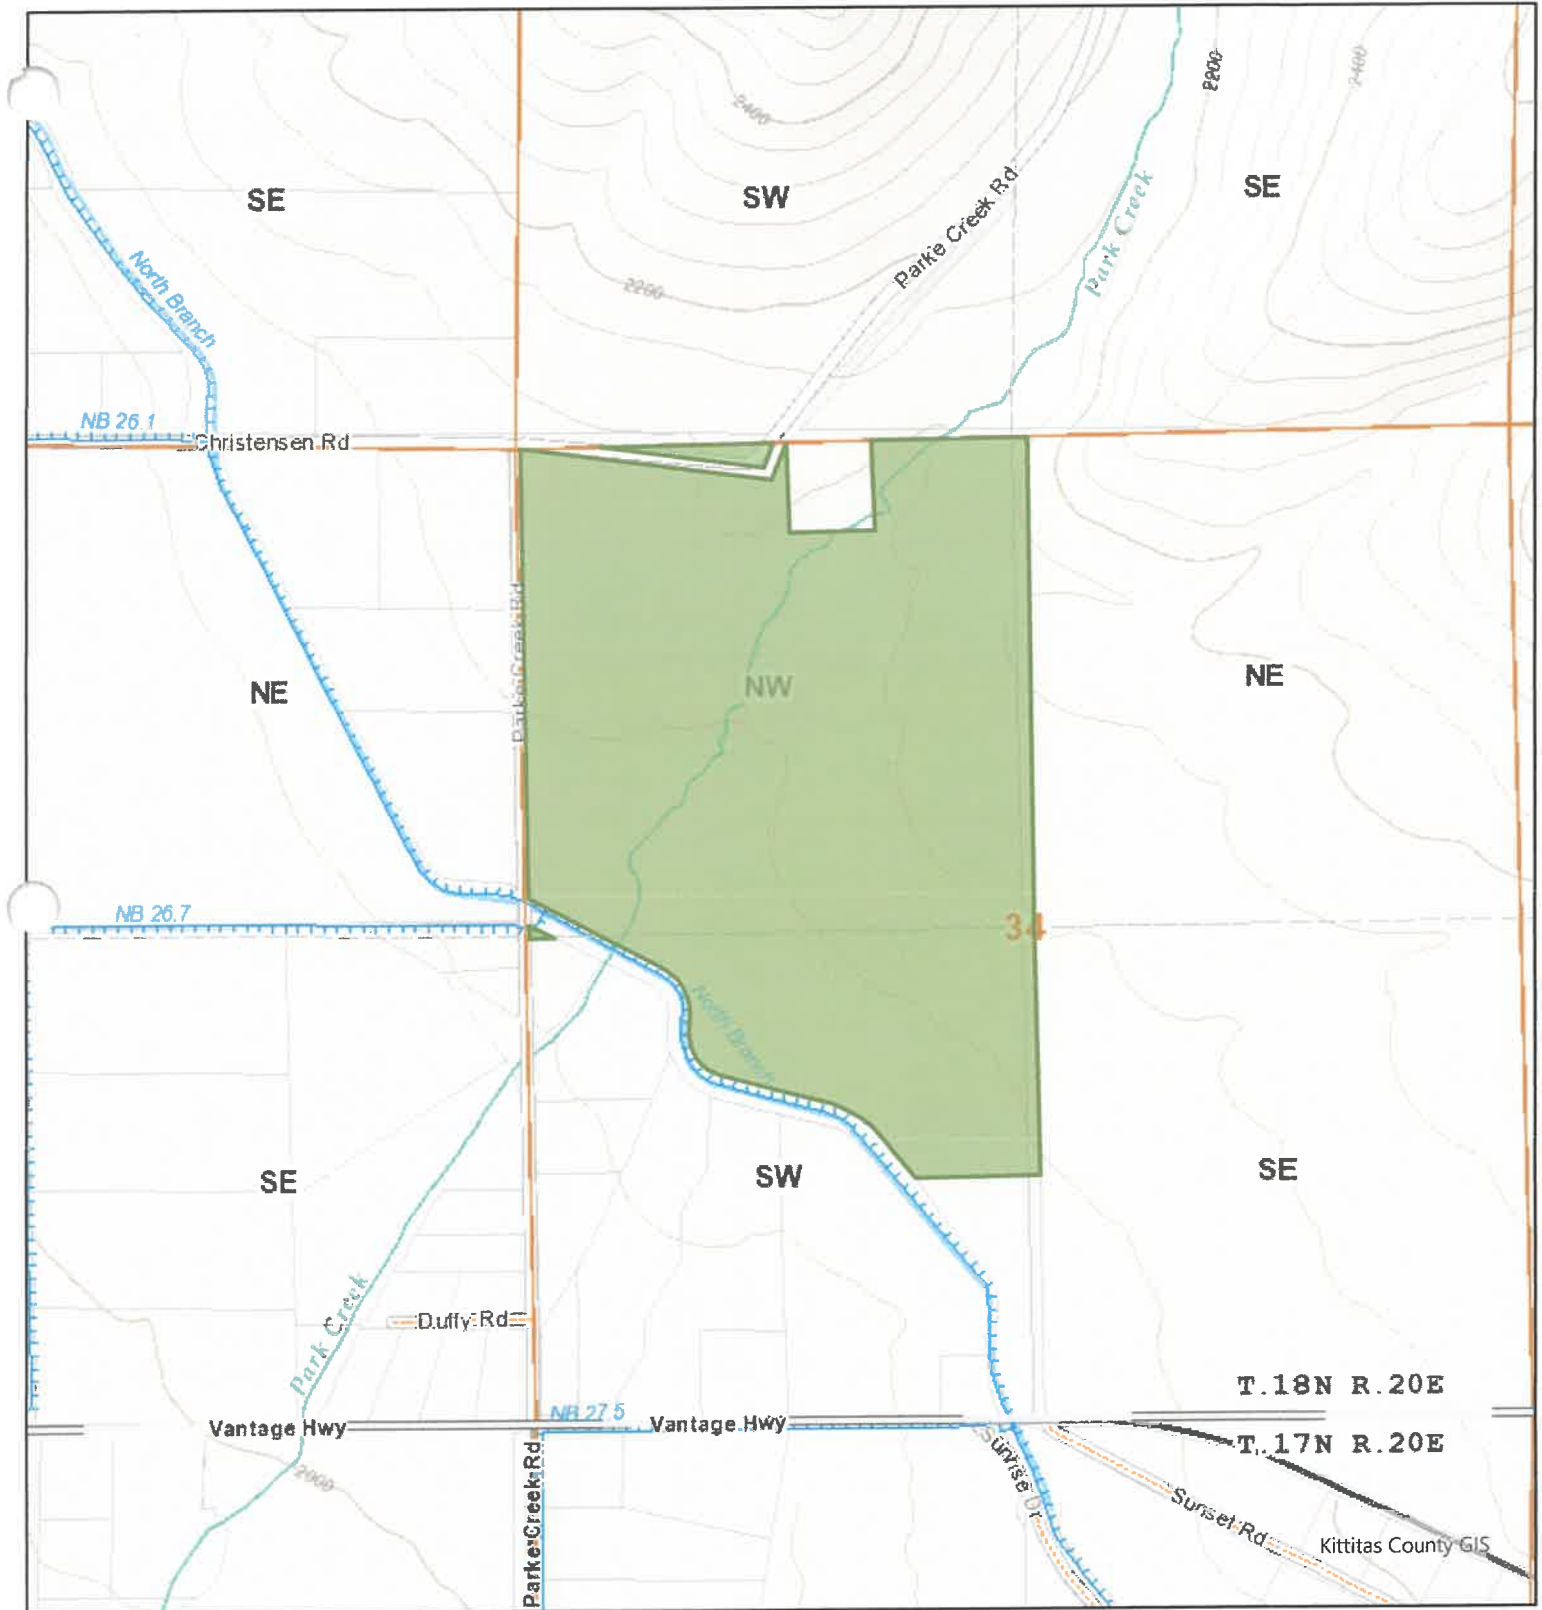 2400
2200
2400
SE
SW
SE
Parke Creek Rd
Park Creek
North Branch
2200
NB 26.1
Christensen Rd
Parke Creek Rd
NE
NW
NE
NB 26.7
34
North Branch
SE
SW
SE
Park Creek
Duffy Rd
T.18N R.20E
NB 27.5
Vantage Hwy
Vantage Hwy
T.17N R.20E
2000
Parke Creek Rd
Sunrise Dr
Sunset Rd
Kittitas County GIS